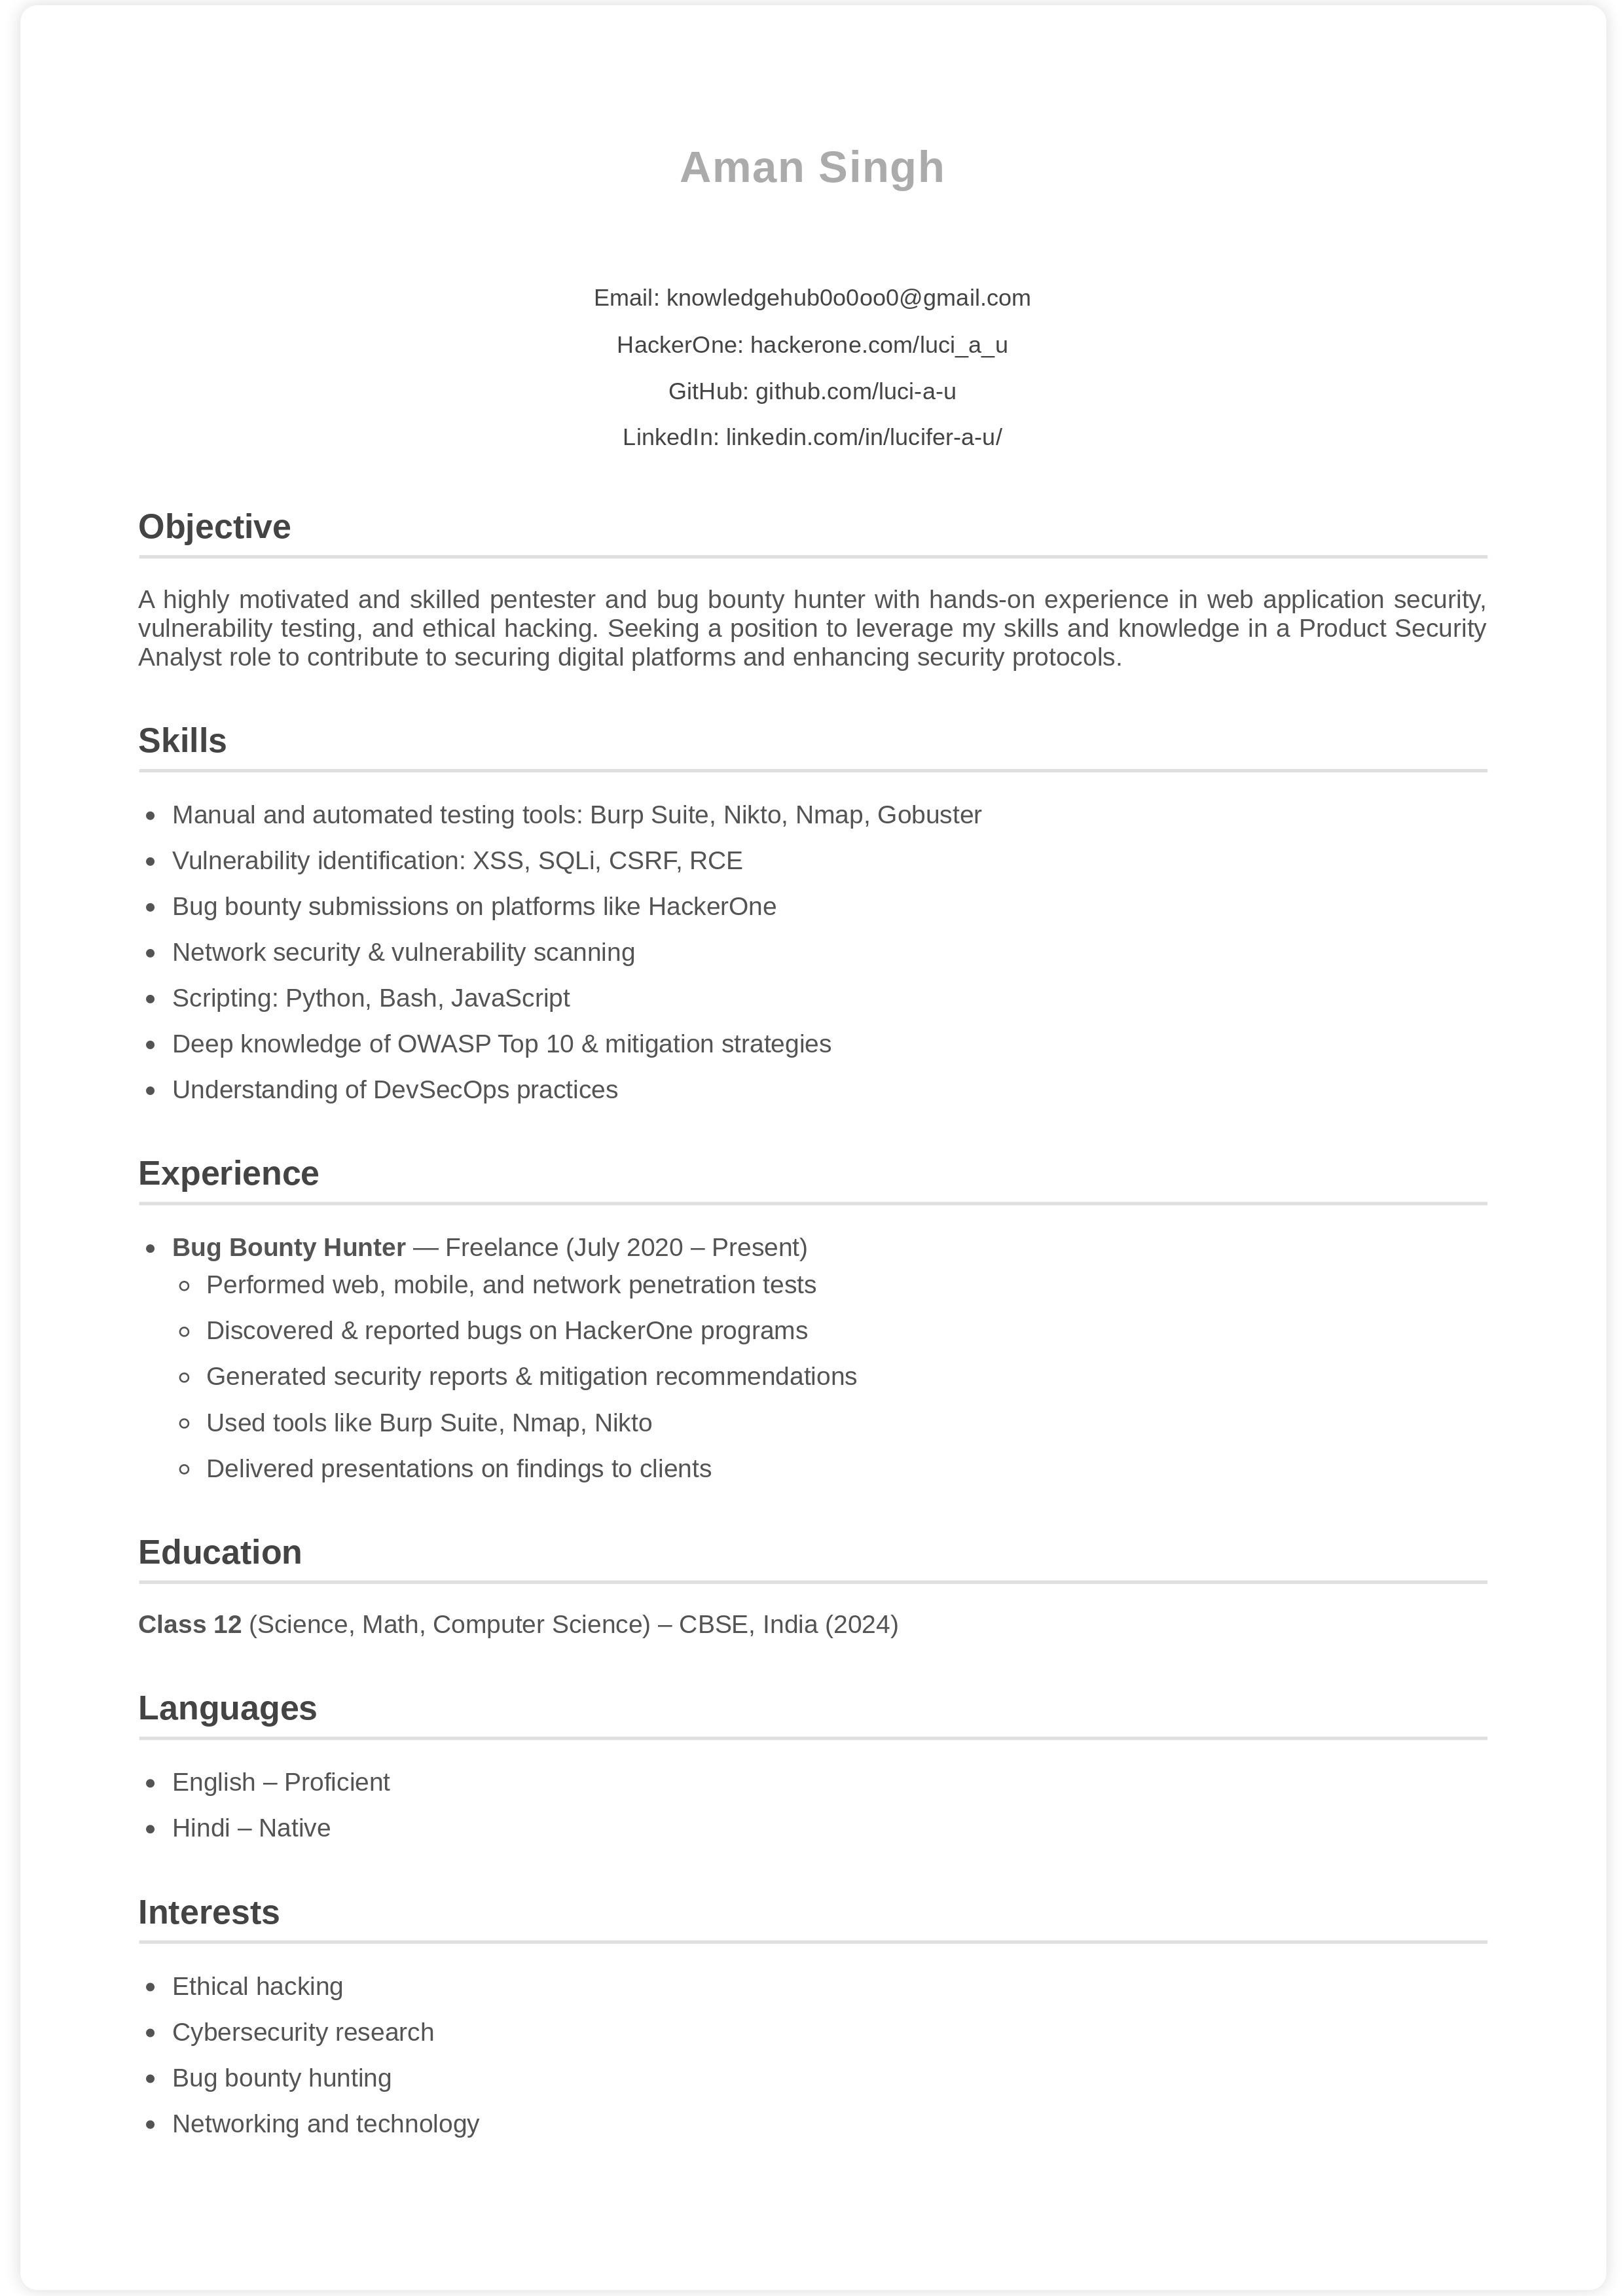 Aman Singh
Email: knowledgehub0o0oo0@gmail.com
HackerOne: hackerone.com/luci_a_u
GitHub: github.com/luci-a-u
LinkedIn: linkedin.com/in/lucifer-a-u/
Objective
A highly motivated and skilled pentester and bug bounty hunter with hands-on experience in web application security,
vulnerability testing, and ethical hacking. Seeking a position to leverage my skills and knowledge in a Product Security
Analyst role to contribute to securing digital platforms and enhancing security protocols.
Skills
• Manual and automated testing tools: Burp Suite, Nikto, Nmap, Gobuster
• Vulnerability identification: XSS, SQLi, CSRF, RCE
• Bug bounty submissions on platforms like HackerOne
• Network security & vulnerability scanning
• Scripting: Python, Bash, JavaScript
• Deep knowledge of OWASP Top 10 & mitigation strategies
• Understanding of DevSecOps practices
Experience
• Bug Bounty Hunter — Freelance (July 2020 – Present)
◦ Performed web, mobile, and network penetration tests
◦ Discovered & reported bugs on HackerOne programs
◦ Generated security reports & mitigation recommendations
◦ Used tools like Burp Suite, Nmap, Nikto
◦ Delivered presentations on findings to clients
Education
Class 12 (Science, Math, Computer Science) – CBSE, India (2024)
Languages
• English – Proficient
• Hindi – Native
Interests
• Ethical hacking
• Cybersecurity research
• Bug bounty hunting
• Networking and technology